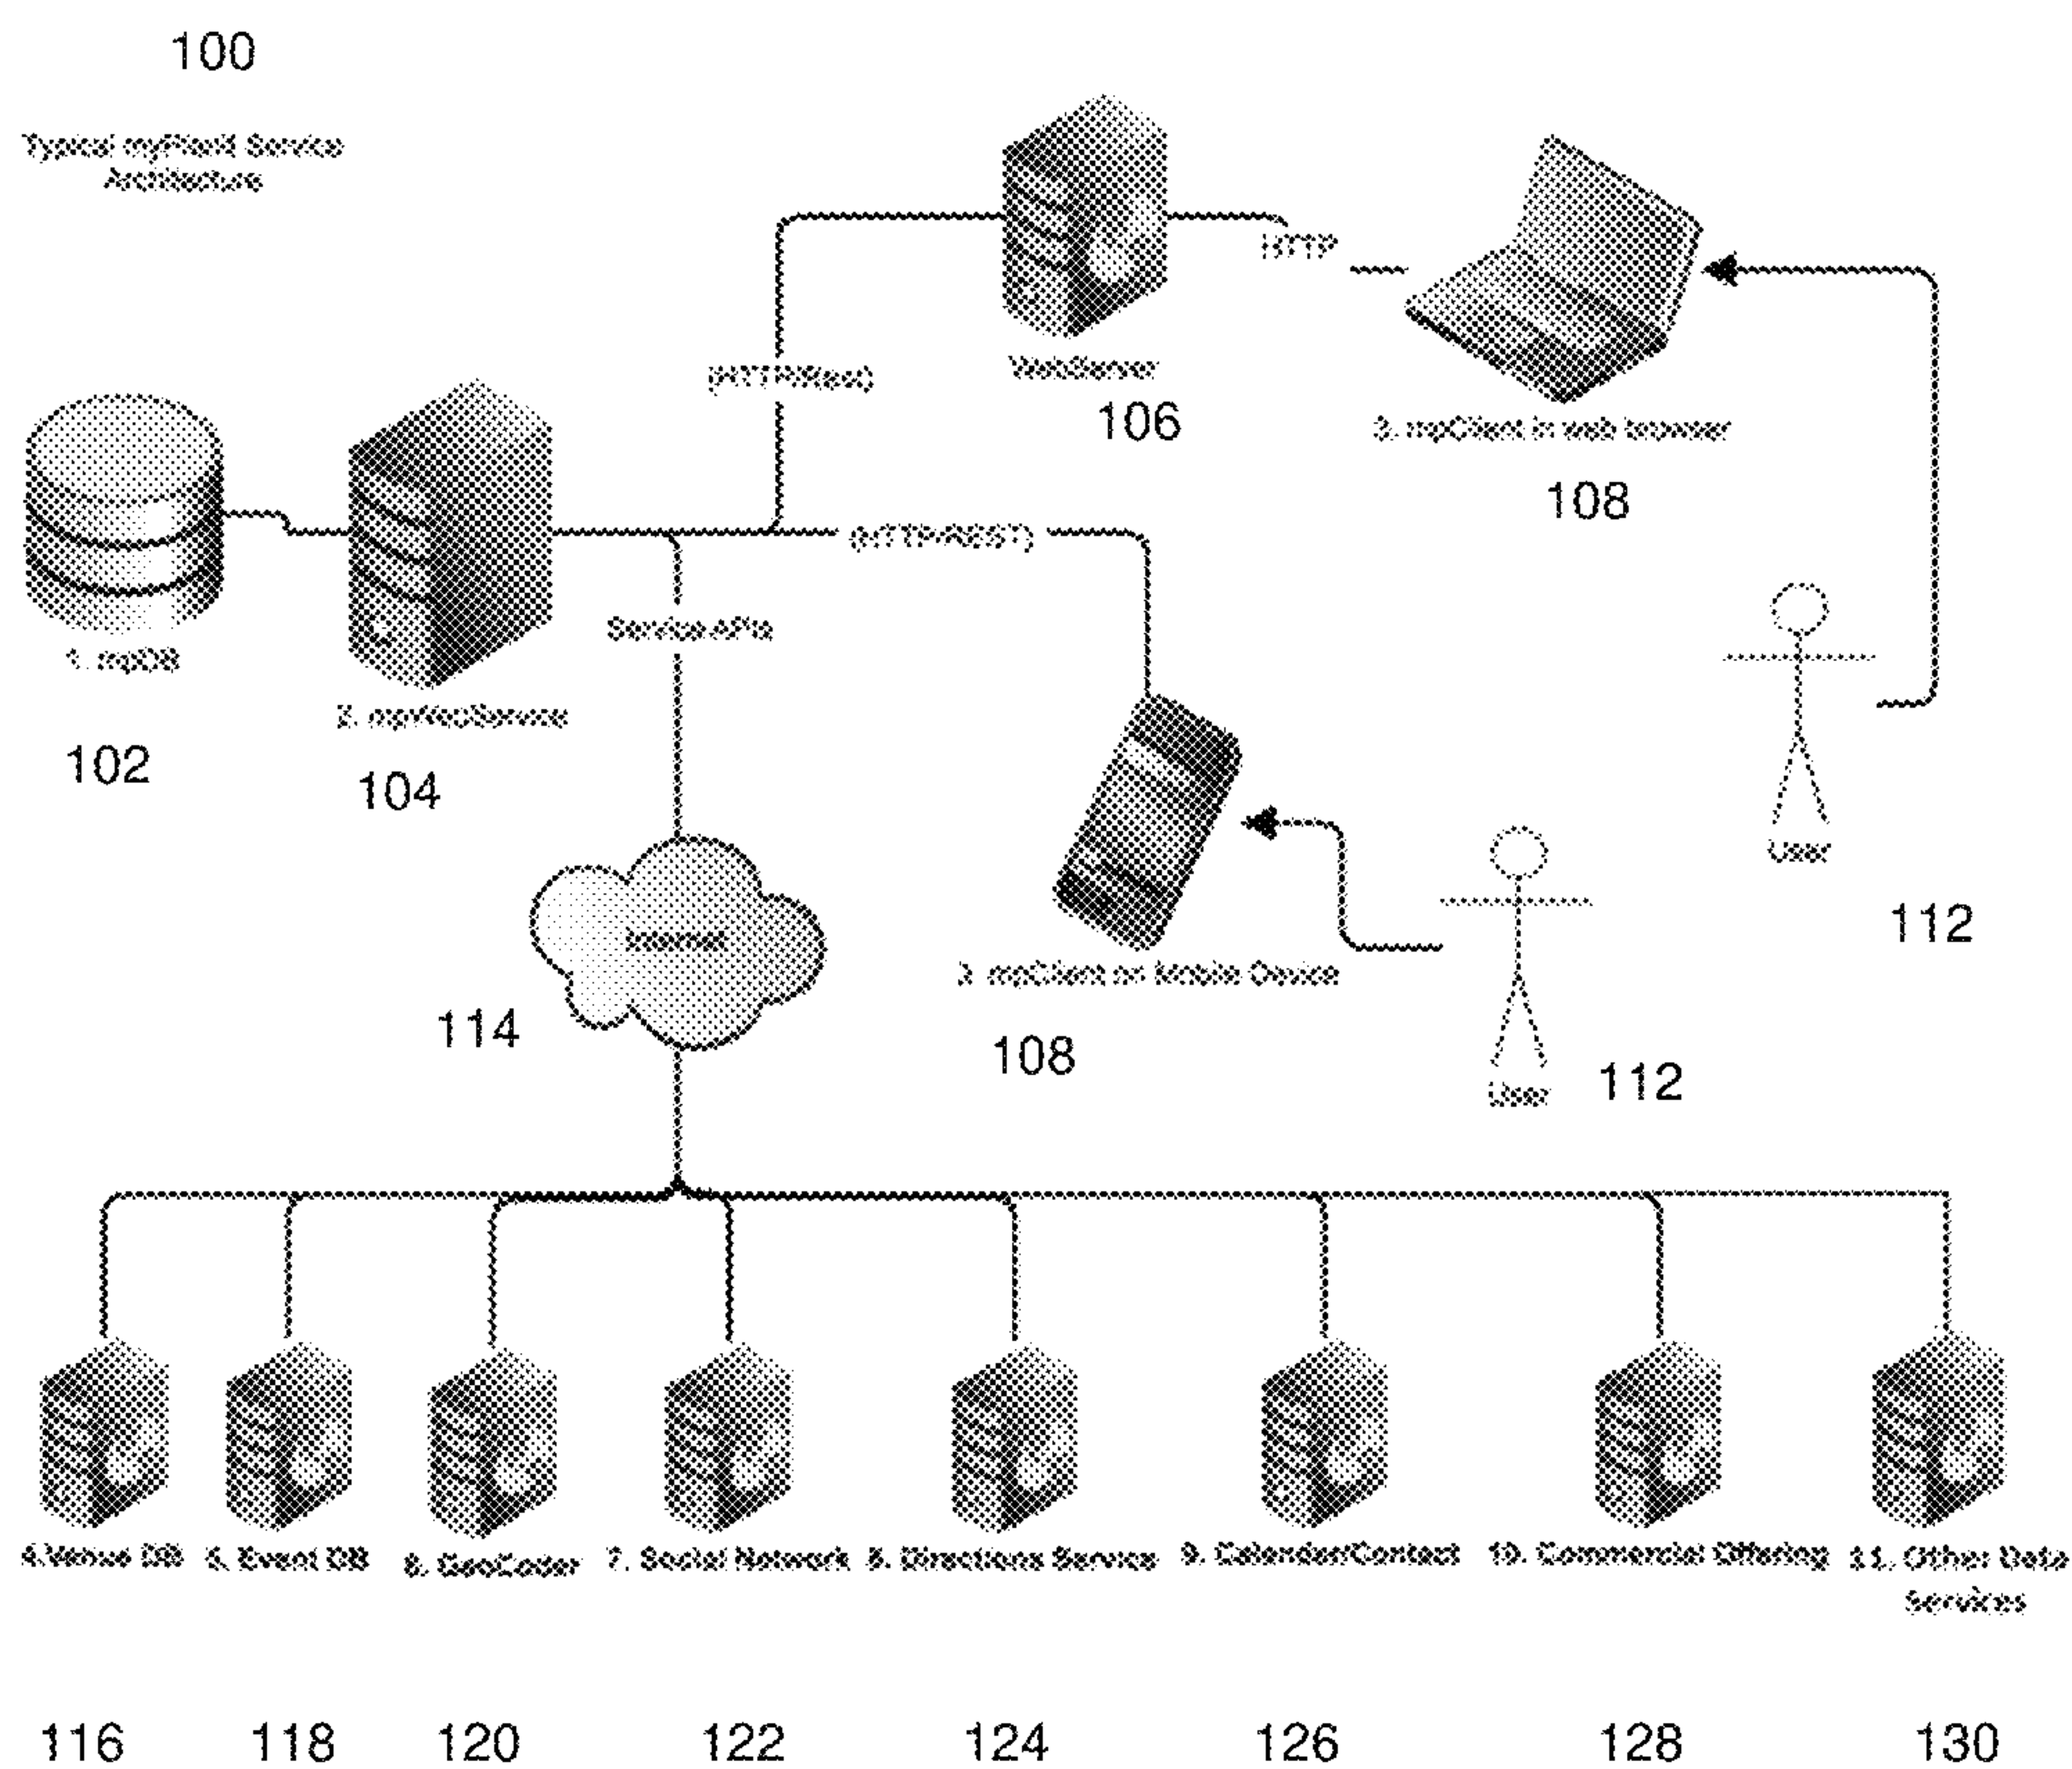 100
Typical Service
Architecture
HTTP
(HTTP/Rest)
WebServer
106
3. mpClient in web browser
108
(HTTP/REST)
Service APIs
1. mpDB
2. mpWebService
102
104
User
112
Internet
3. mpClient on Mobile Device
114
108
User
112
4. Venue DB
5. Event DB
6. GeoCoder
7. Social Network
8. Directions Service
9. Calendar/Contact
10. Commercial Offering
11. Other Data
Services
116
118
120
122
124
126
128
130